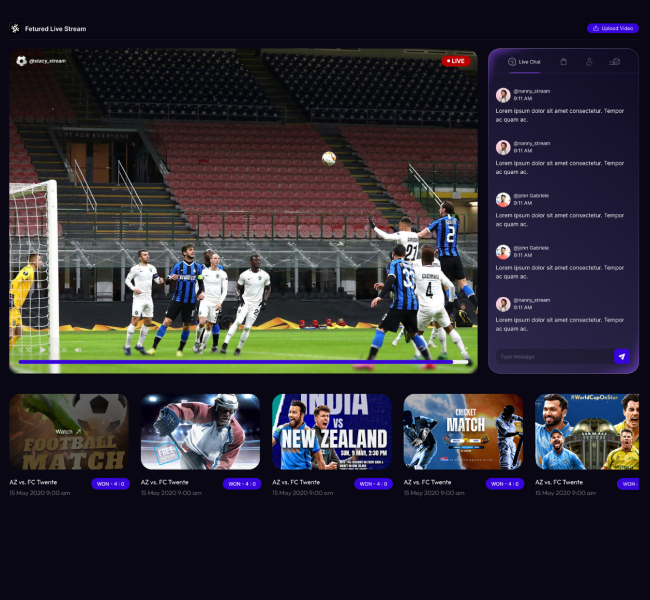 Fetured Live Stream
Upload Video
@stacy_stream
LIVE
NOT FOR EVERYONE
2
21
33
4
Live Chat
@nanny_stream
9:11 AM
Lorem ipsum dolor sit amet consectetur. Tempor
ac quam ac.
@nanny_stream
9:11 AM
Lorem ipsum dolor sit amet consectetur. Tempor
ac quam ac.
@john Gabriele
9:11 AM
Lorem ipsum dolor sit amet consectetur. Tempor
ac quam ac.
@john Gabriele
9:11 AM
Lorem ipsum dolor sit amet consectetur. Tempor
ac quam ac.
@nanny_stream
9:11 AM
Lorem ipsum dolor sit amet consectetur. Tempor
ac quam ac.
Type Message
Watch
FOOTBALL
MATCH
FREE
INDIA
VS
NEW ZEALAND
SUN, 9 MAR, 2:30 PM
CRICKET
MATCH
#WorldCupOnStar
AZ vs. FC Twente
WON - 4 : 0
15 May 2020 9:00 am
AZ vs. FC Twente
WON - 4 : 0
15 May 2020 9:00 am
AZ vs. FC Twente
WON - 4 : 0
15 May 2020 9:00 am
AZ vs. FC Twente
WON - 4 : 0
15 May 2020 9:00 am
AZ vs. FC Twente
WON -
15 May 2020 9:00 am